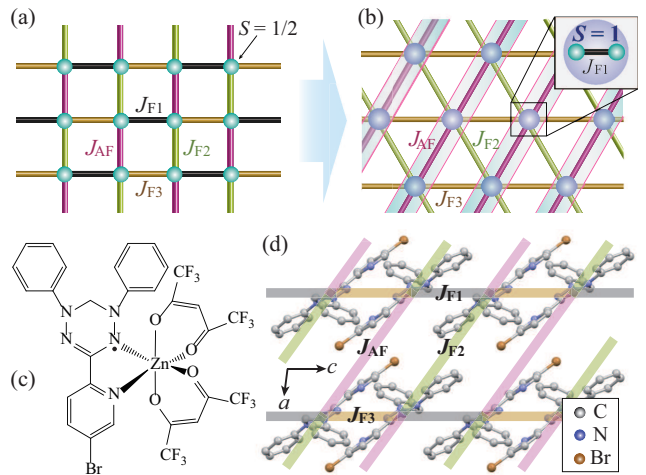 (a)
S = 1/2
J_F1
J_AF
J_F2
J_F3
(b)
S = 1
J_F1
J_AF
J_F2
J_F3
(c)
N
N
N
N
N
Br
Zn
O
O
O
O
CF₃
CF₃
CF₃
CF₃
(d)
J_F1
J_AF
J_F2
J_F3
c
a
C
N
Br